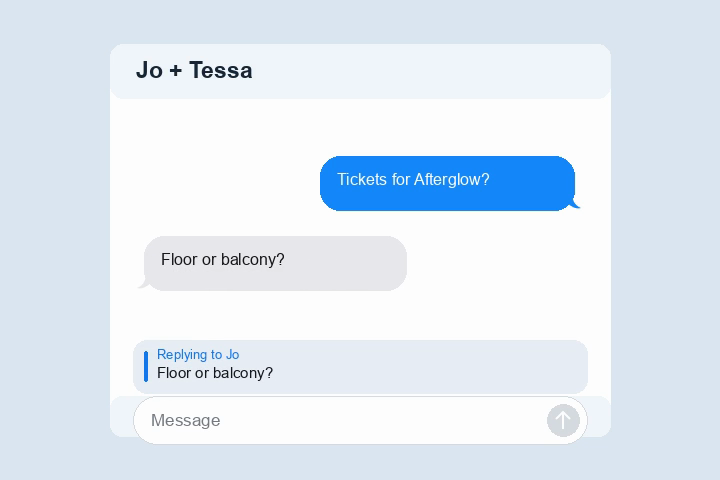 Jo + Tessa
Tickets for Afterglow?
Floor or balcony?
Replying to Jo
Floor or balcony?
Message